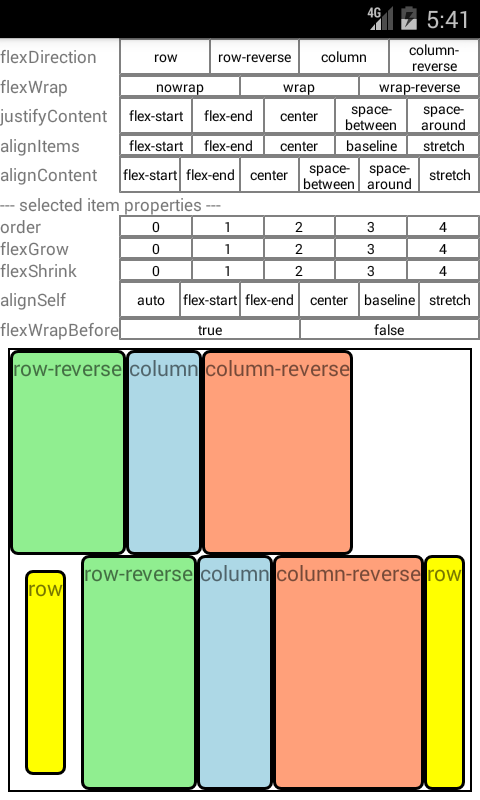 4G 5:41
flexDirection row row-reverse column column-
reverse
flexWrap nowrap wrap wrap-reverse
justifyContent flex-start flex-end center space-
between space-
around
alignItems flex-start flex-end center baseline stretch
alignContent flex-start flex-end center space-
between space-
around stretch
--- selected item properties ---
order 0 1 2 3 4
flexGrow 0 1 2 3 4
flexShrink 0 1 2 3 4
alignSelf auto flex-start flex-end center baseline stretch
flexWrapBefore true false
row-reverse column column-reverse
row row-reverse column column-reverse row